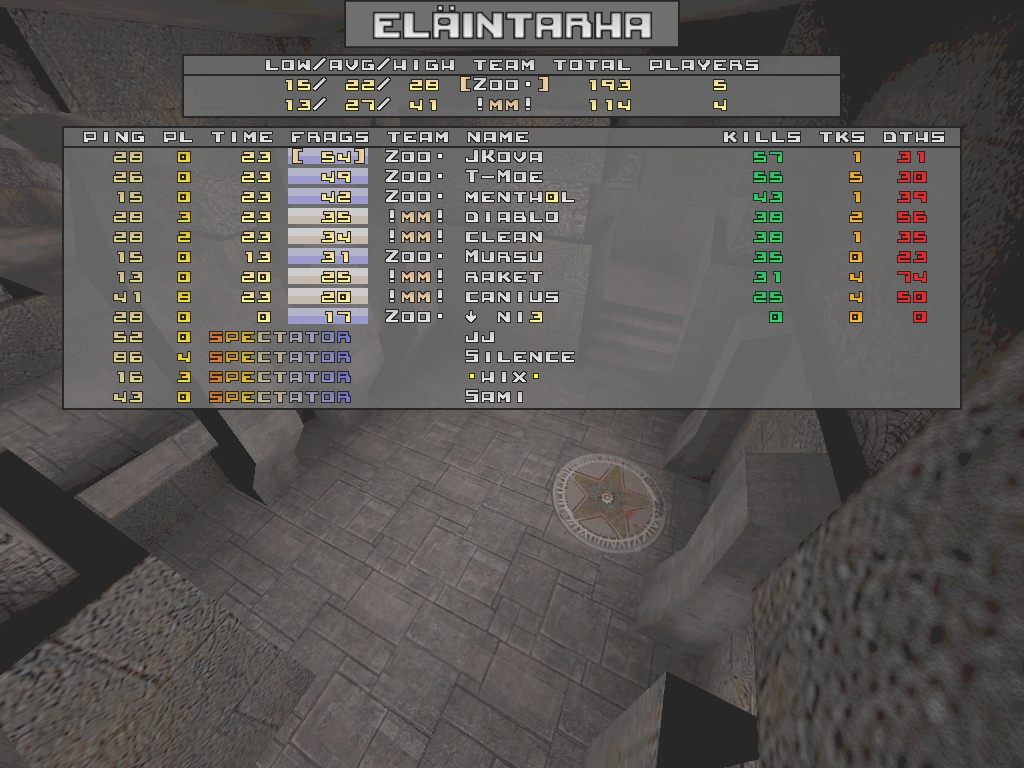 ELÄINTARHA
LOW/AVG/HIGH TEAM TOTAL PLAYERS
15/ 22/ 28 [ZOO·] 193 5
13/ 27/ 41 !MM! 114 4
PING PL TIME FRAGS TEAM NAME KILLS TKS DTHS
28 0 23 [ 54] ZOO· JKOVA 57 1 31
26 0 23 49 ZOO· T-MOE 55 5 30
15 0 23 42 ZOO· MENTHOL 43 1 39
28 3 23 35 !MM! DIABLO 38 2 56
28 2 23 34 !MM! CLEAN 38 1 35
15 0 13 31 ZOO· MURSU 35 0 23
13 0 20 25 !MM! RAKET 31 4 74
41 8 23 20 !MM! CANIUS 25 4 50
28 0 0 17 ZOO· ↓ NI3 0 0 0
52 0 SPECTATOR JJ
86 4 SPECTATOR SILENCE
16 3 SPECTATOR ·WIX·
43 0 SPECTATOR SAMI